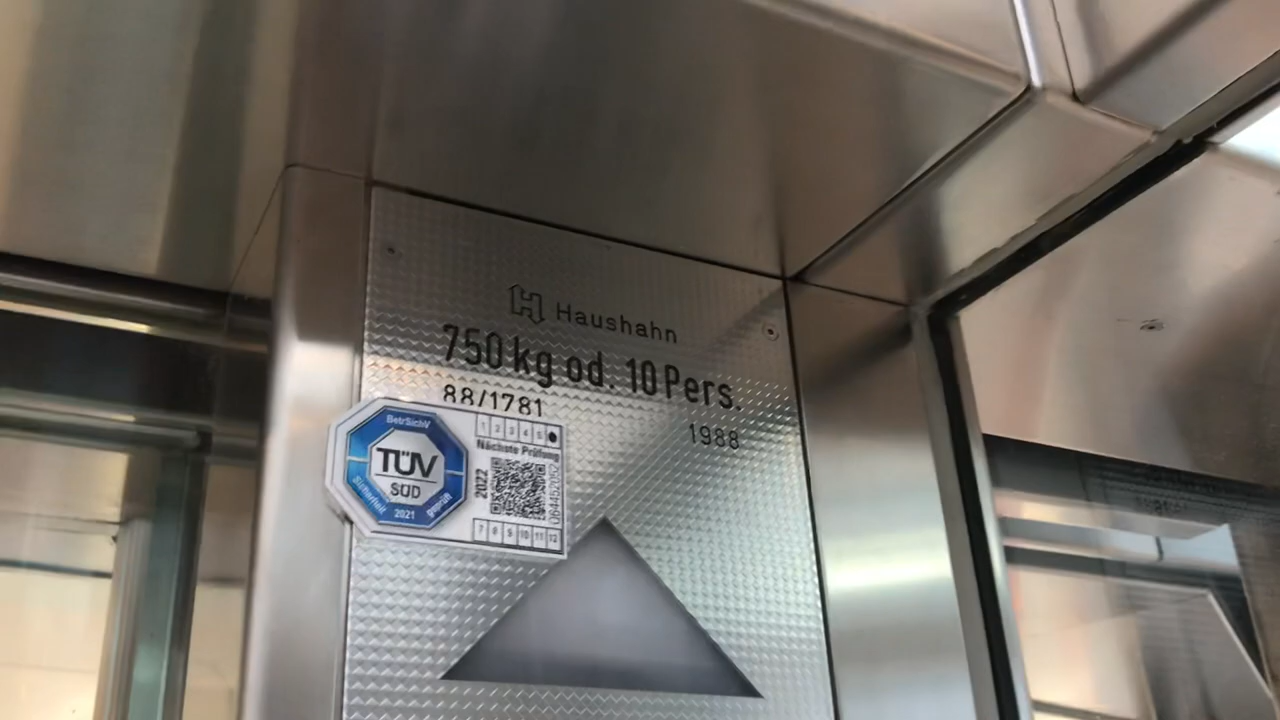 Haushahn
750 kg od. 10 Pers.
88/1781
1988
BetrSichV
TÜV
SÜD
Sicherheit geprüft
2021
1 2 3 4 5
Nächste Prüfung
2022
7 8 9 10 11 12